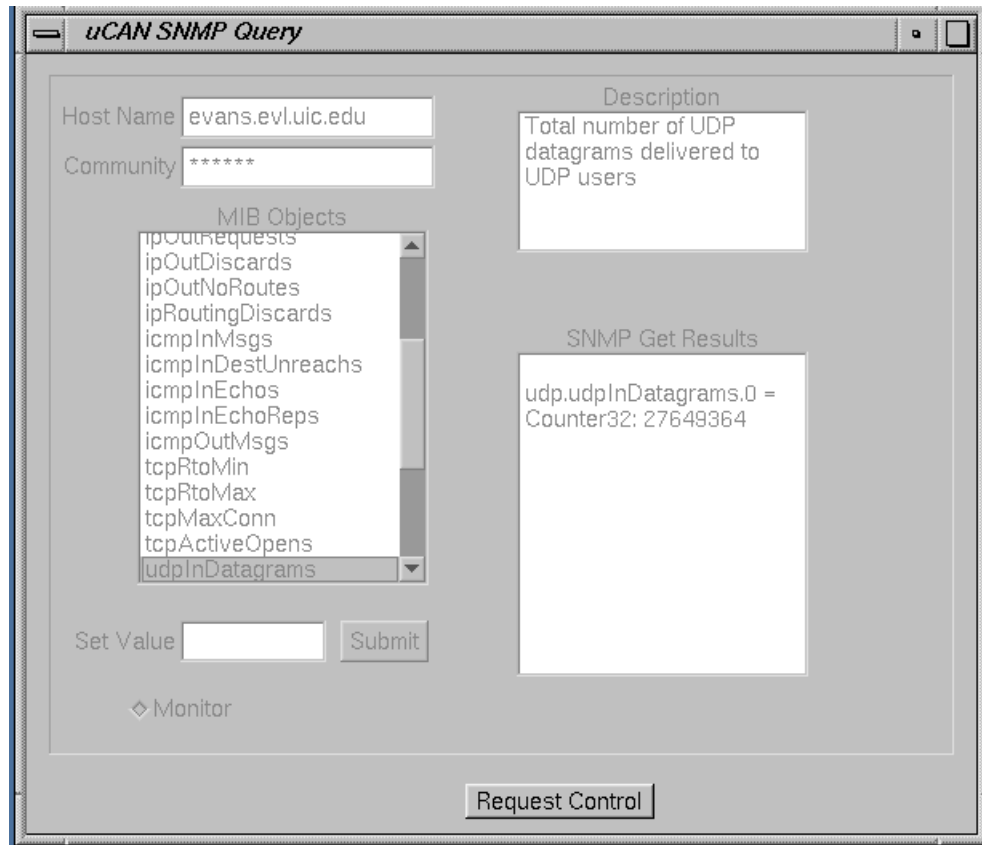 uCAN SNMP Query
Host Name evans.evl.uic.edu
Community ******
MIB Objects
ipOutRequests
ipOutDiscards
ipOutNoRoutes
ipRoutingDiscards
icmpInMsgs
icmpInDestUnreachs
icmpInEchos
icmpInEchoReps
icmpOutMsgs
tcpRtoMin
tcpRtoMax
tcpMaxConn
tcpActiveOpens
udpInDatagrams
Set Value
Submit
Monitor
Description
Total number of UDP
datagrams delivered to
UDP users
SNMP Get Results
udp.udpInDatagrams.0 =
Counter32: 27649364
Request Control